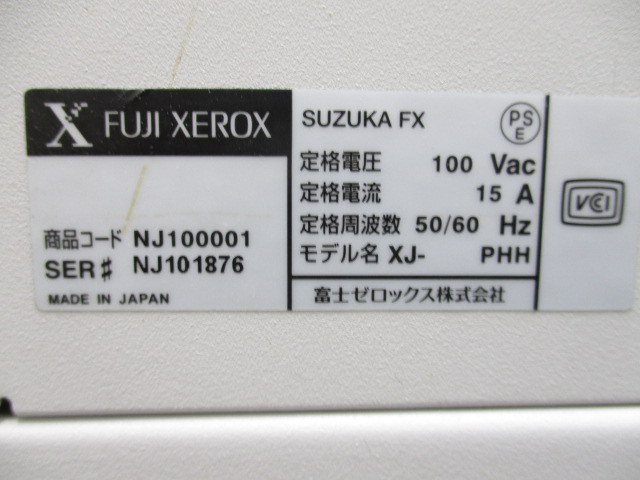 FUJI XEROX
商品コード NJ100001
SER♯ NJ101876
MADE IN JAPAN
SUZUKA FX
PS
E
定格電圧 100 Vac
定格電流 15 A
定格周波数 50/60 Hz
モデル名 XJ- PHH
富士ゼロックス株式会社
VCI